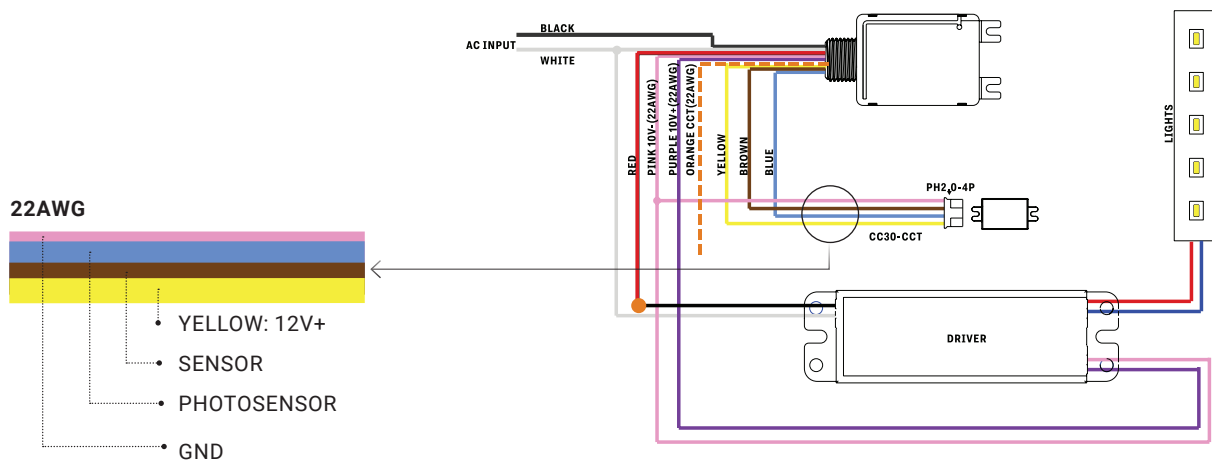 BLACK
AC INPUT
WHITE
RED
PINK 10V-(22AWG)
PURPLE 10V+(22AWG)
ORANGE CCT(22AWG)
YELLOW
BROWN
BLUE
LIGHTS
PH2.0-4P
CC30-CCT
22AWG
YELLOW: 12V+
SENSOR
PHOTOSENSOR
GND
DRIVER